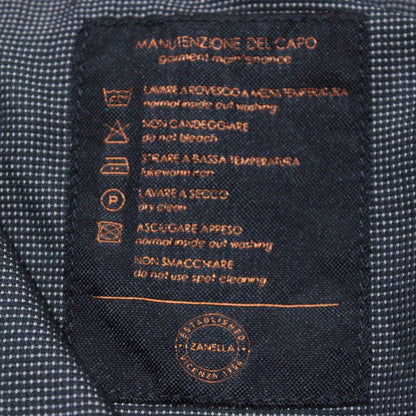 MANUTENZIONE DEL CAPO
garment maintenance
LAVARE A ROVESCIO A MEDIA TEMPERATURA
normal inside out washing
NON CANDEGGIARE
do not bleach
STIRARE A BASSA TEMPERATURA
lukewarm iron
P
LAVARE A SECCO
dry clean
ASCIUGARE APPESO
normal inside out washing
NON SMACCHIARE
do not use spot cleaning
ESTABLISHED
ZANELLA
VICENZA 1954